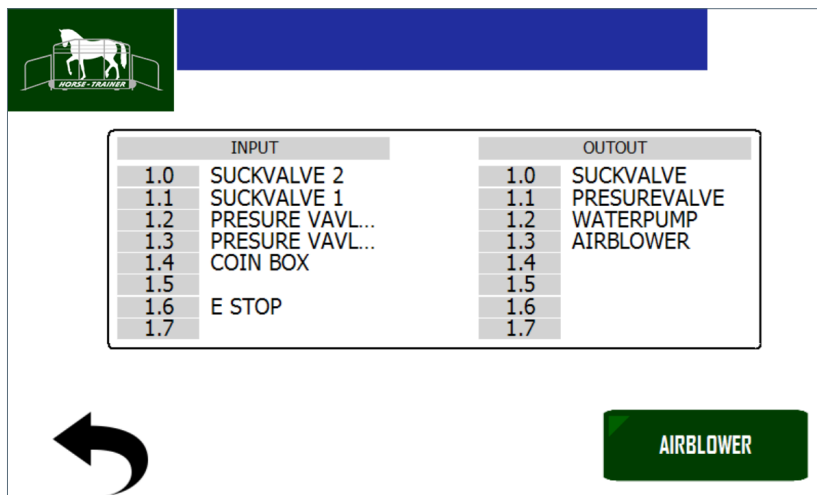 HORSE-TRAINER
INPUT
1.0 SUCKVALVE 2
1.1 SUCKVALVE 1
1.2 PRESURE VAVL...
1.3 PRESURE VAVL...
1.4 COIN BOX
1.5
1.6 E STOP
1.7
OUTOUT
1.0 SUCKVALVE
1.1 PRESUREVALVE
1.2 WATERPUMP
1.3 AIRBLOWER
1.4
1.5
1.6
1.7
AIRBLOWER